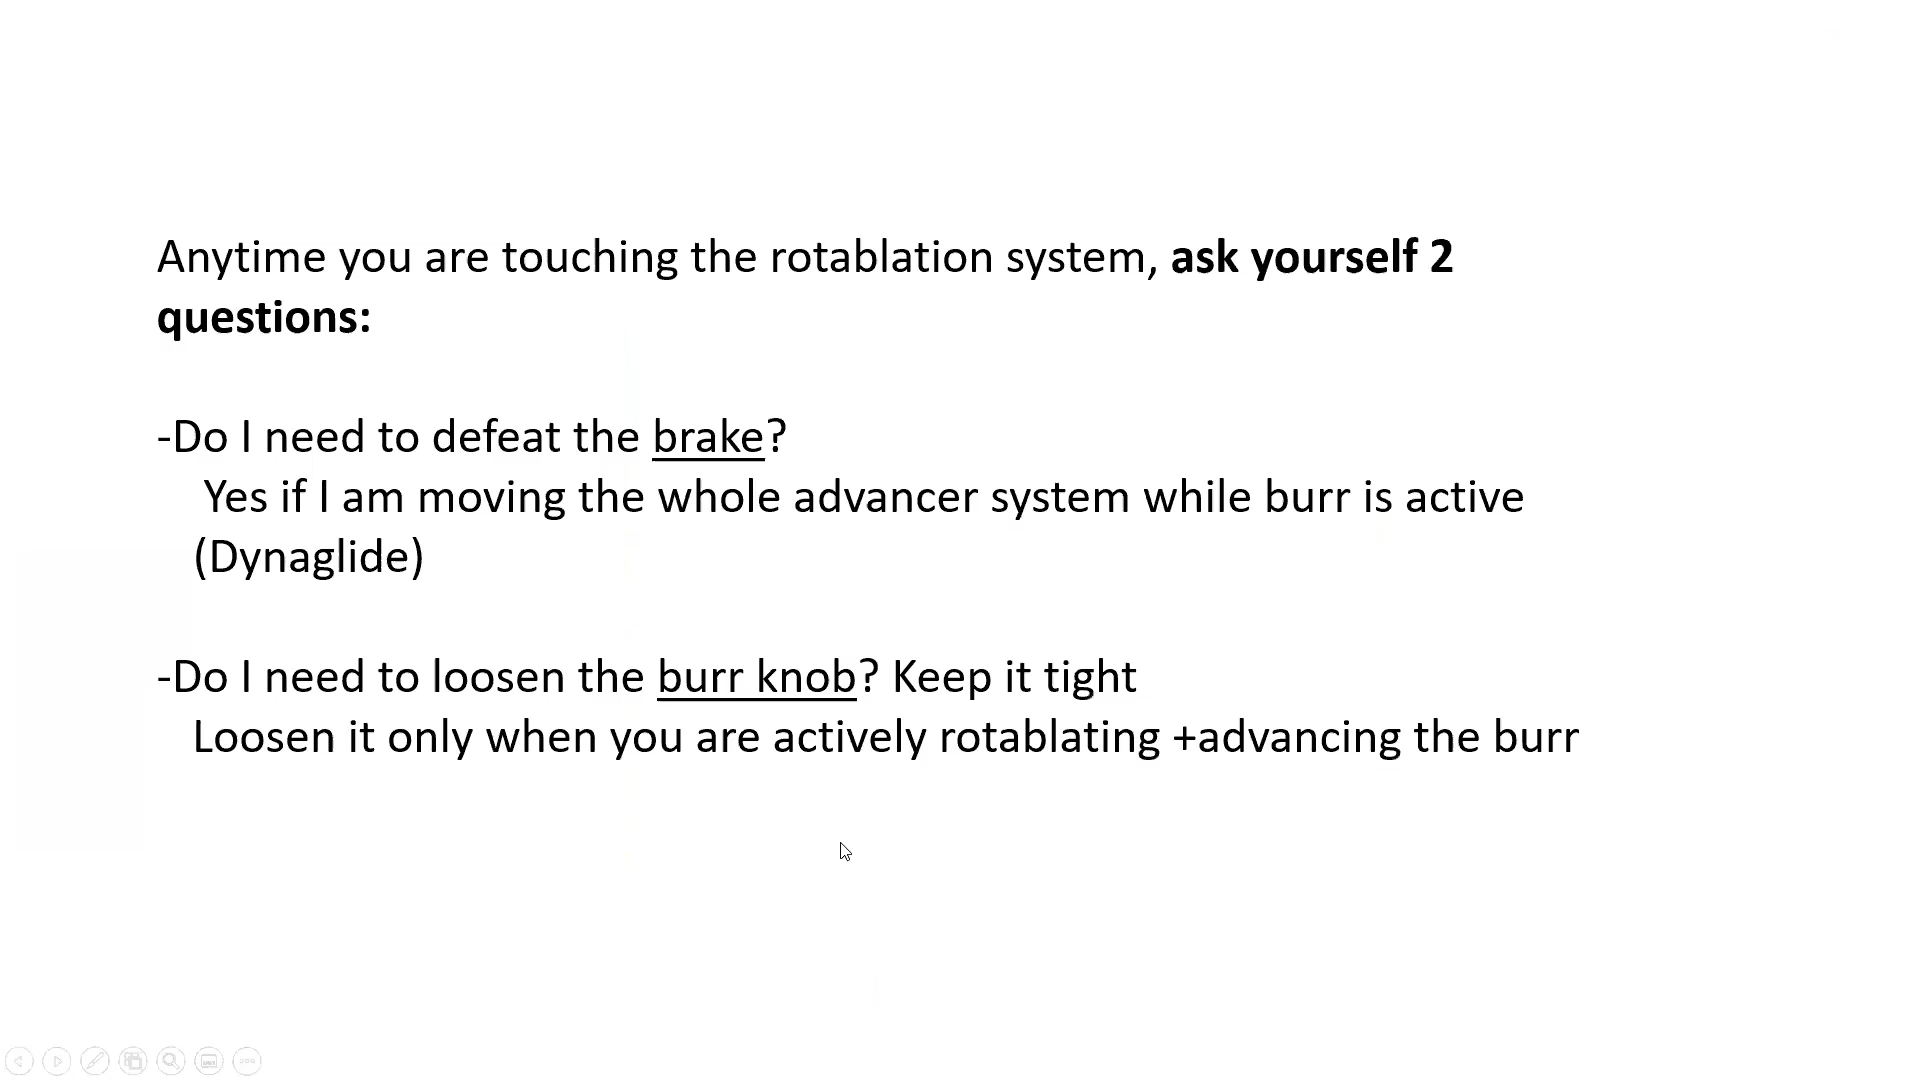 Anytime you are touching the rotablation system, ask yourself 2
questions:
-Do I need to defeat the brake?
Yes if I am moving the whole advancer system while burr is active
(Dynaglide)
-Do I need to loosen the burr knob? Keep it tight
Loosen it only when you are actively rotablating +advancing the burr